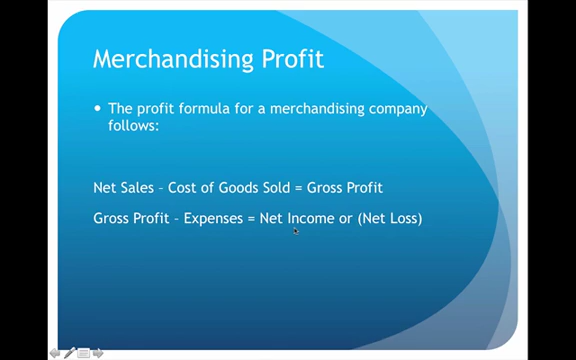 Merchandising Profit
• The profit formula for a merchandising company
follows:
Net Sales – Cost of Goods Sold = Gross Profit
Gross Profit – Expenses = Net Income or (Net Loss)